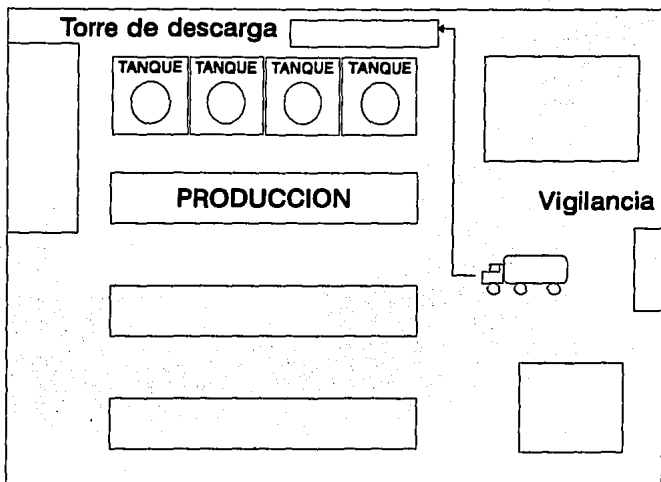 Torre de descarga
TANQUE TANQUE TANQUE TANQUE
PRODUCCION
Vigilancia